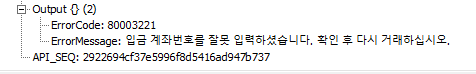 Output {} (2)
ErrorCode: 80003221
ErrorMessage: 입금 계좌번호를 잘못 입력하셨습니다. 확인 후 다시 거래하십시오.
API_SEQ: 2922694cf37e5996f8d5416ad947b737